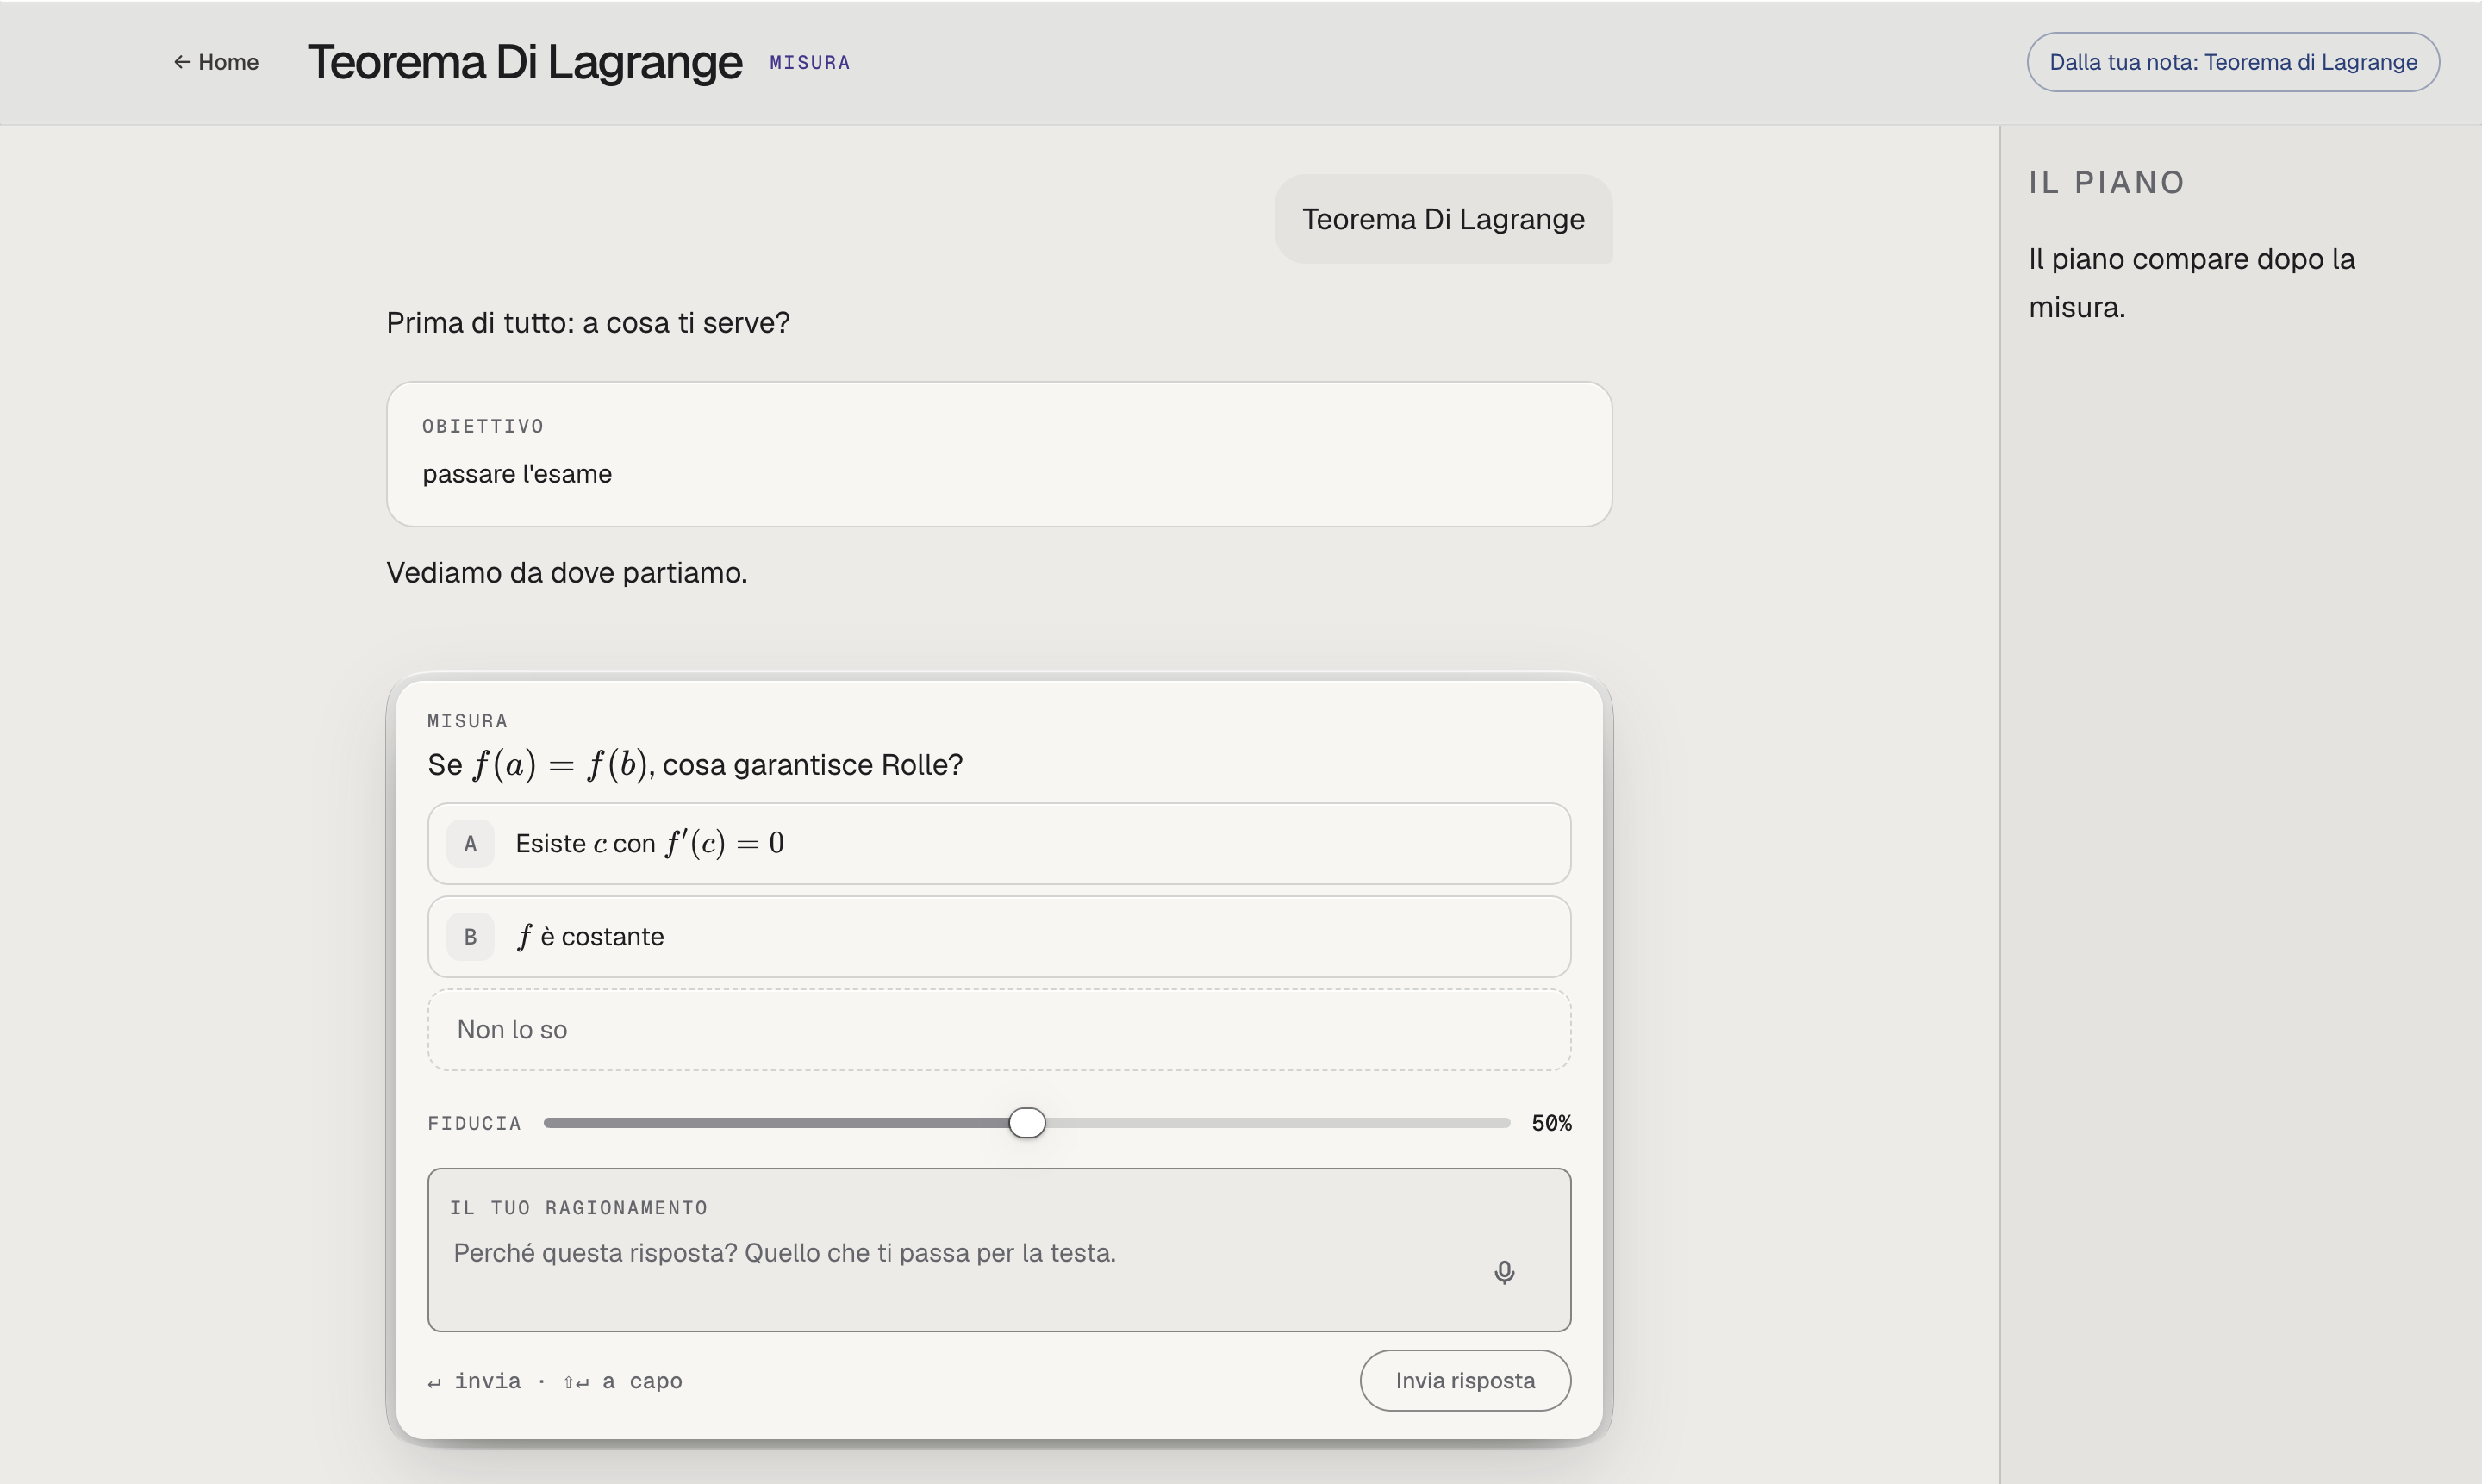 ← Home
Teorema Di Lagrange
MISURA
Dalla tua nota: Teorema di Lagrange
Teorema Di Lagrange
Prima di tutto: a cosa ti serve?
OBIETTIVO
passare l'esame
Vediamo da dove partiamo.
MISURA
Se f(a) = f(b), cosa garantisce Rolle?
A Esiste c con f′(c) = 0
B f è costante
Non lo so
FIDUCIA 50%
IL TUO RAGIONAMENTO
Perché questa risposta? Quello che ti passa per la testa.
↵ invia · ⇧↵ a capo
Invia risposta
IL PIANO
Il piano compare dopo la
misura.